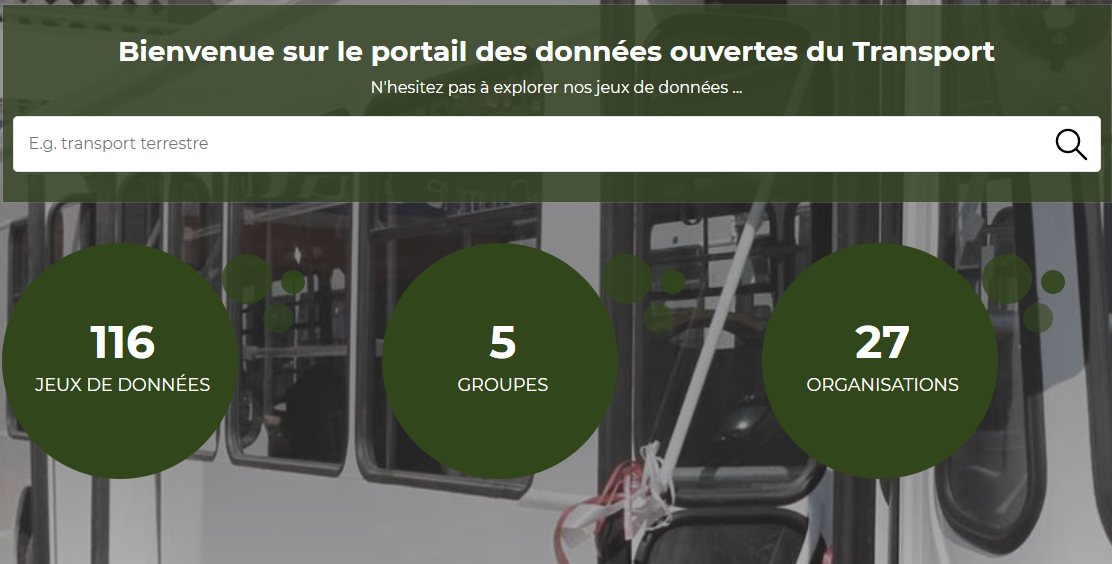 Bienvenue sur le portail des données ouvertes du Transport
N'hesitez pas à explorer nos jeux de données ...
E.g. transport terrestre
116
JEUX DE DONNÉES
5
GROUPES
27
ORGANISATIONS